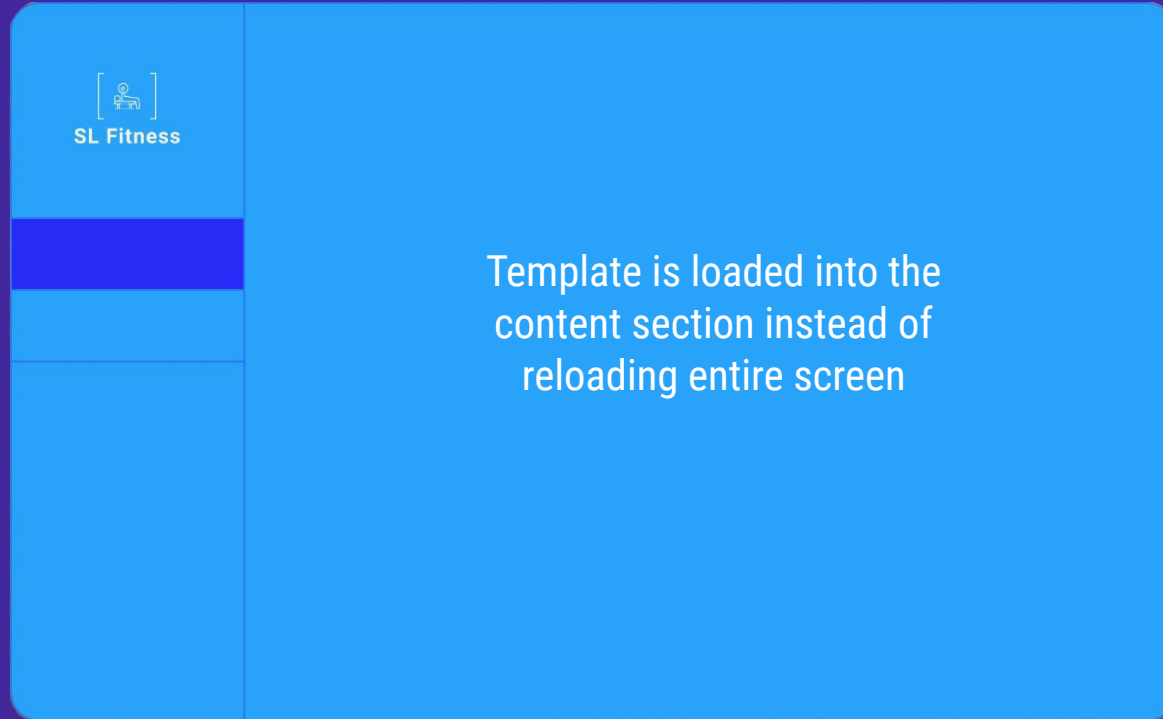 SL Fitness
Template is loaded into the
content section instead of
reloading entire screen